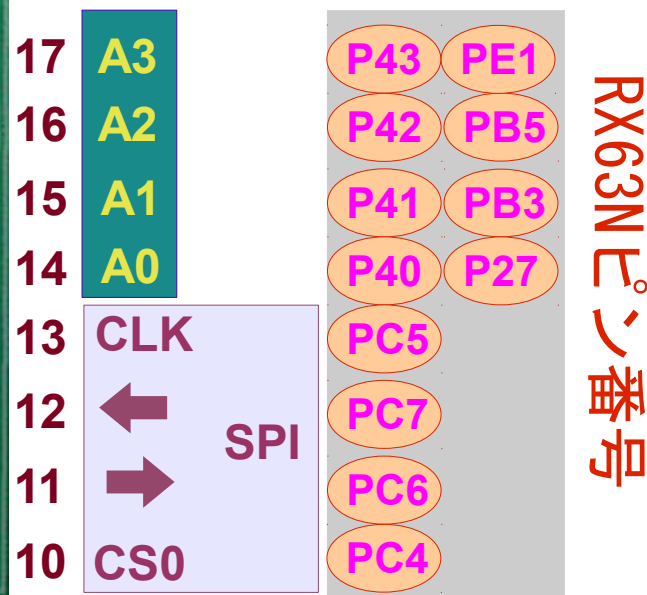 17 A3 P43 PE1
16 A2 P42 PB5
15 A1 P41 PB3
14 A0 P40 P27
13 CLK PC5
12 PC7
SPI
11 PC6
10 CS0 PC4
RX63Nピン番号